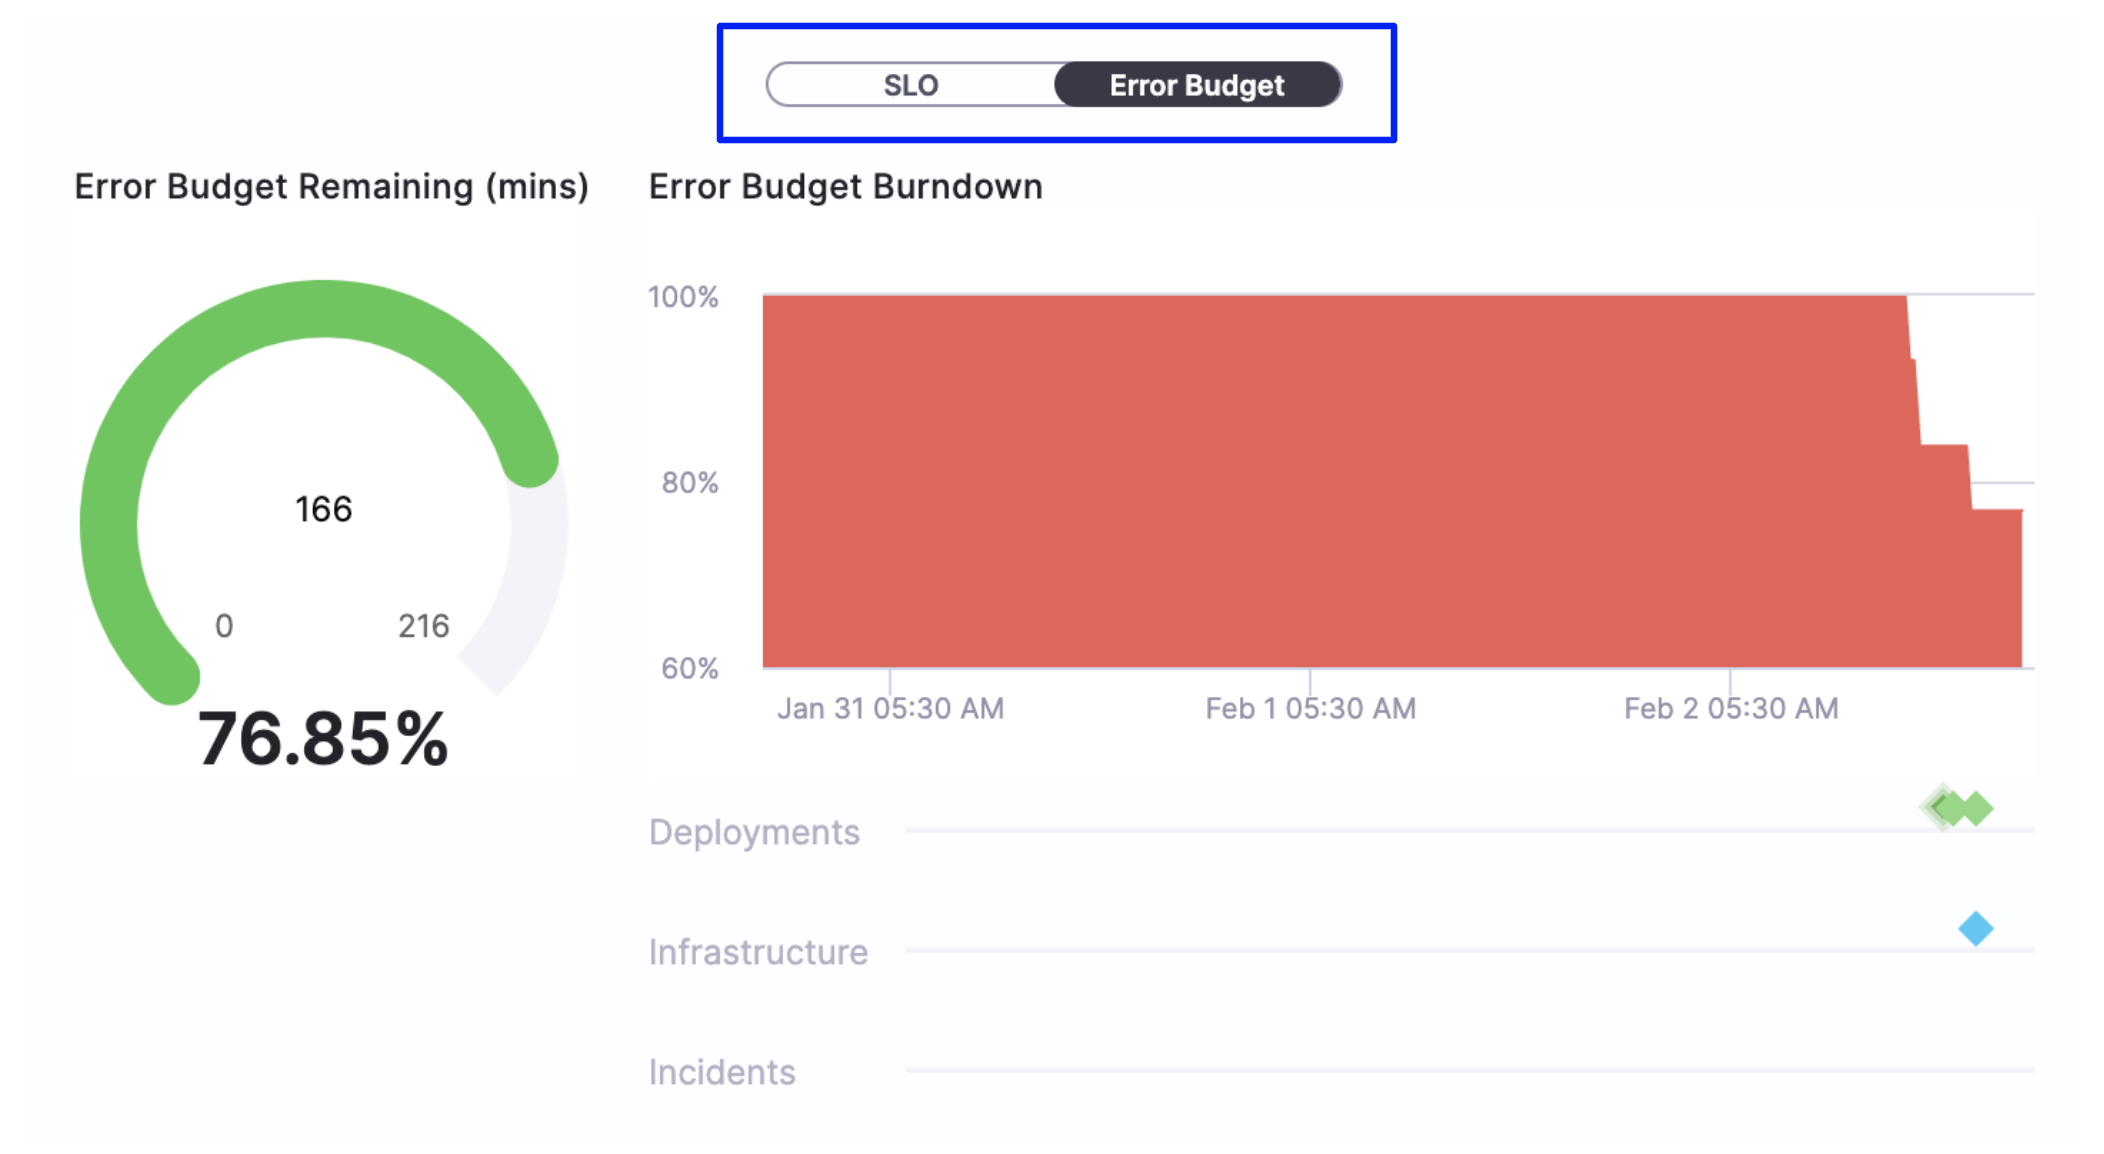 SLO
Error Budget
Error Budget Remaining (mins)
166
0
216
76.85%
Error Budget Burndown
100%
80%
60%
Jan 31 05:30 AM
Feb 1 05:30 AM
Feb 2 05:30 AM
Deployments
Infrastructure
Incidents